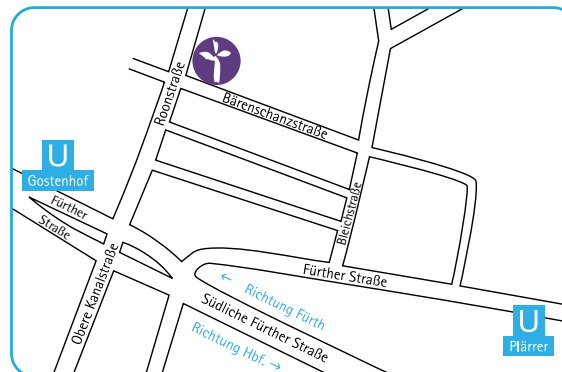 Roonstraße
Bärenschanzstraße
U
Gostenhof
Fürther
Straße
Bleichstraße
Obere Kanalstraße
Fürther Straße
← Richtung Fürth
Südliche Fürther Straße
Richtung Hbf. →
U
Plärrer